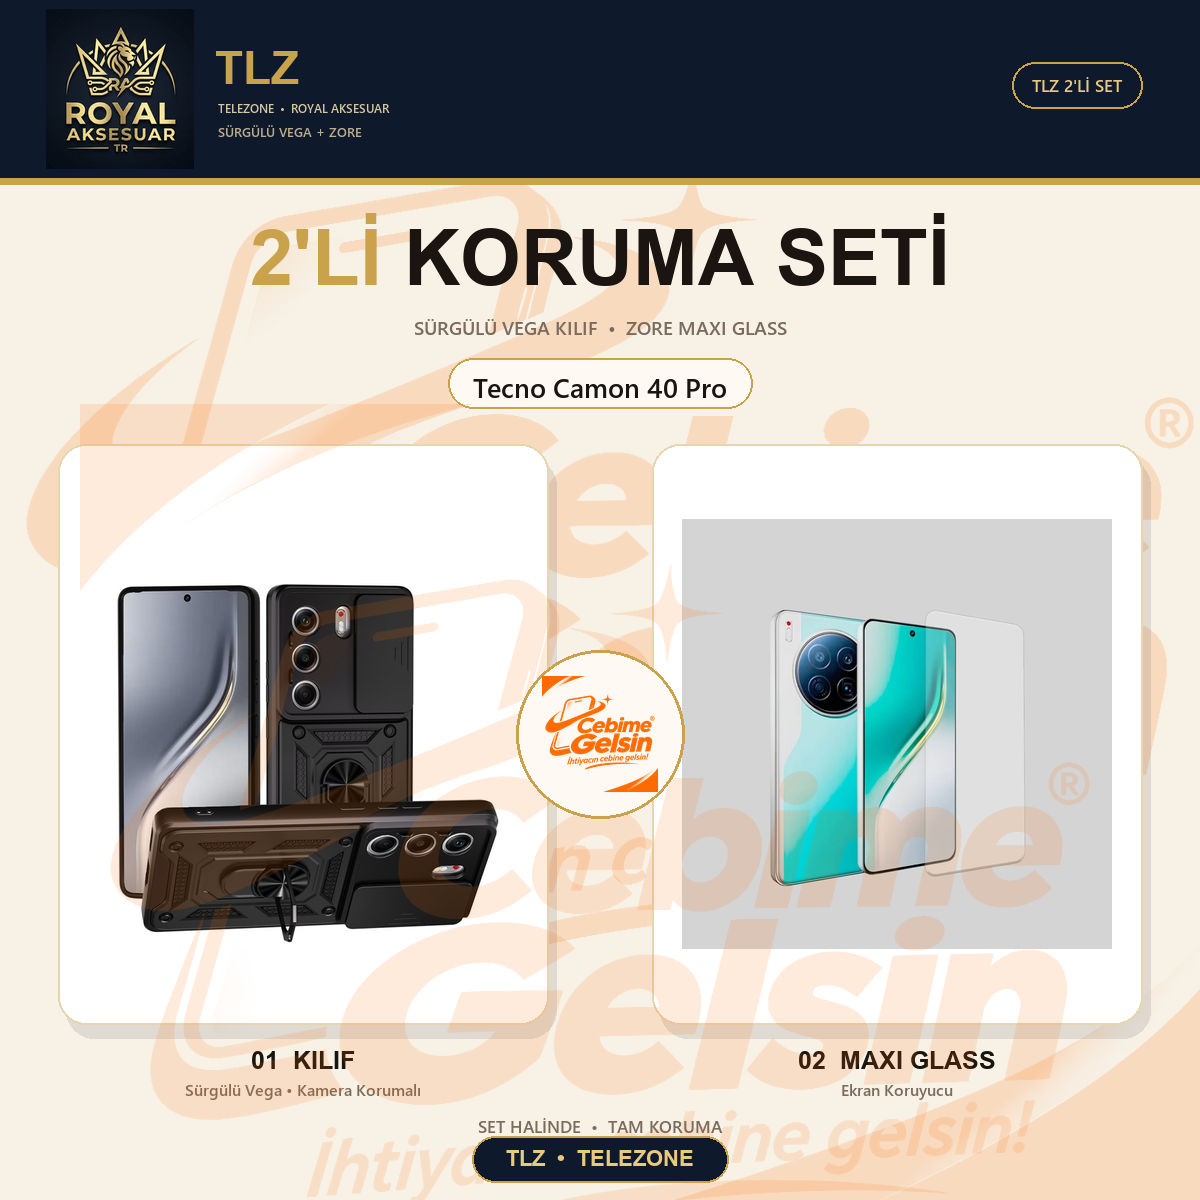 ROYAL
AKSESUAR
TR
TLZ
TELEZONE • ROYAL AKSESUAR
SÜRGÜLÜ VEGA + ZORE
TLZ 2'Lİ SET
2'Lİ KORUMA SETİ
SÜRGÜLÜ VEGA KILIF • ZORE MAXI GLASS
Tecno Camon 40 Pro
Cebime
Gelsin
İhtiyacın cebine gelsin!
Cebime
Gelsin
®
01 KILIF
Sürgülü Vega • Kamera Korumalı
02 MAXI GLASS
Ekran Koruyucu
SET HALİNDE • TAM KORUMA
TLZ • TELEZONE